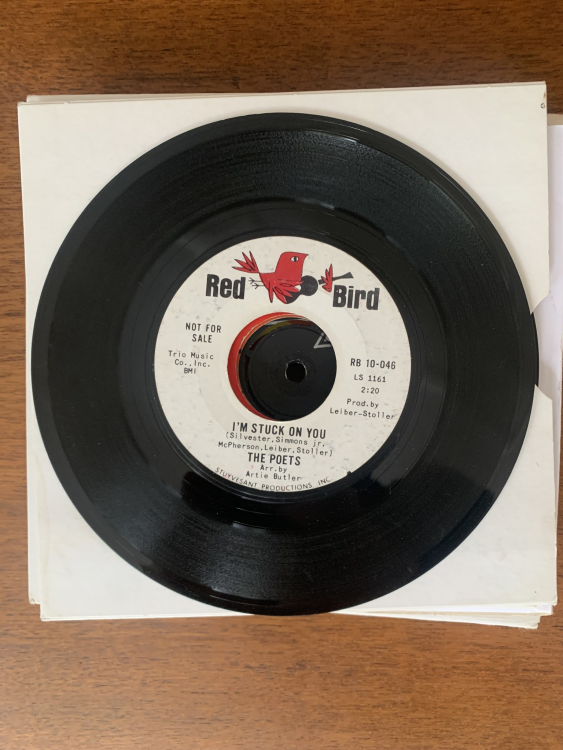 Red Bird
NOT FOR
SALE
Trio Music
Co.,Inc.
BMI
RB 10-046
LS 1161
2:20
Prod.by
Leiber-Stoller
I'M STUCK ON YOU
(Silvester,Simmons jr,
McPherson,Leiber,Stoller)
THE POETS
Arr.by
Artie Butler
STUYVESANT PRODUCTIONS, INC.